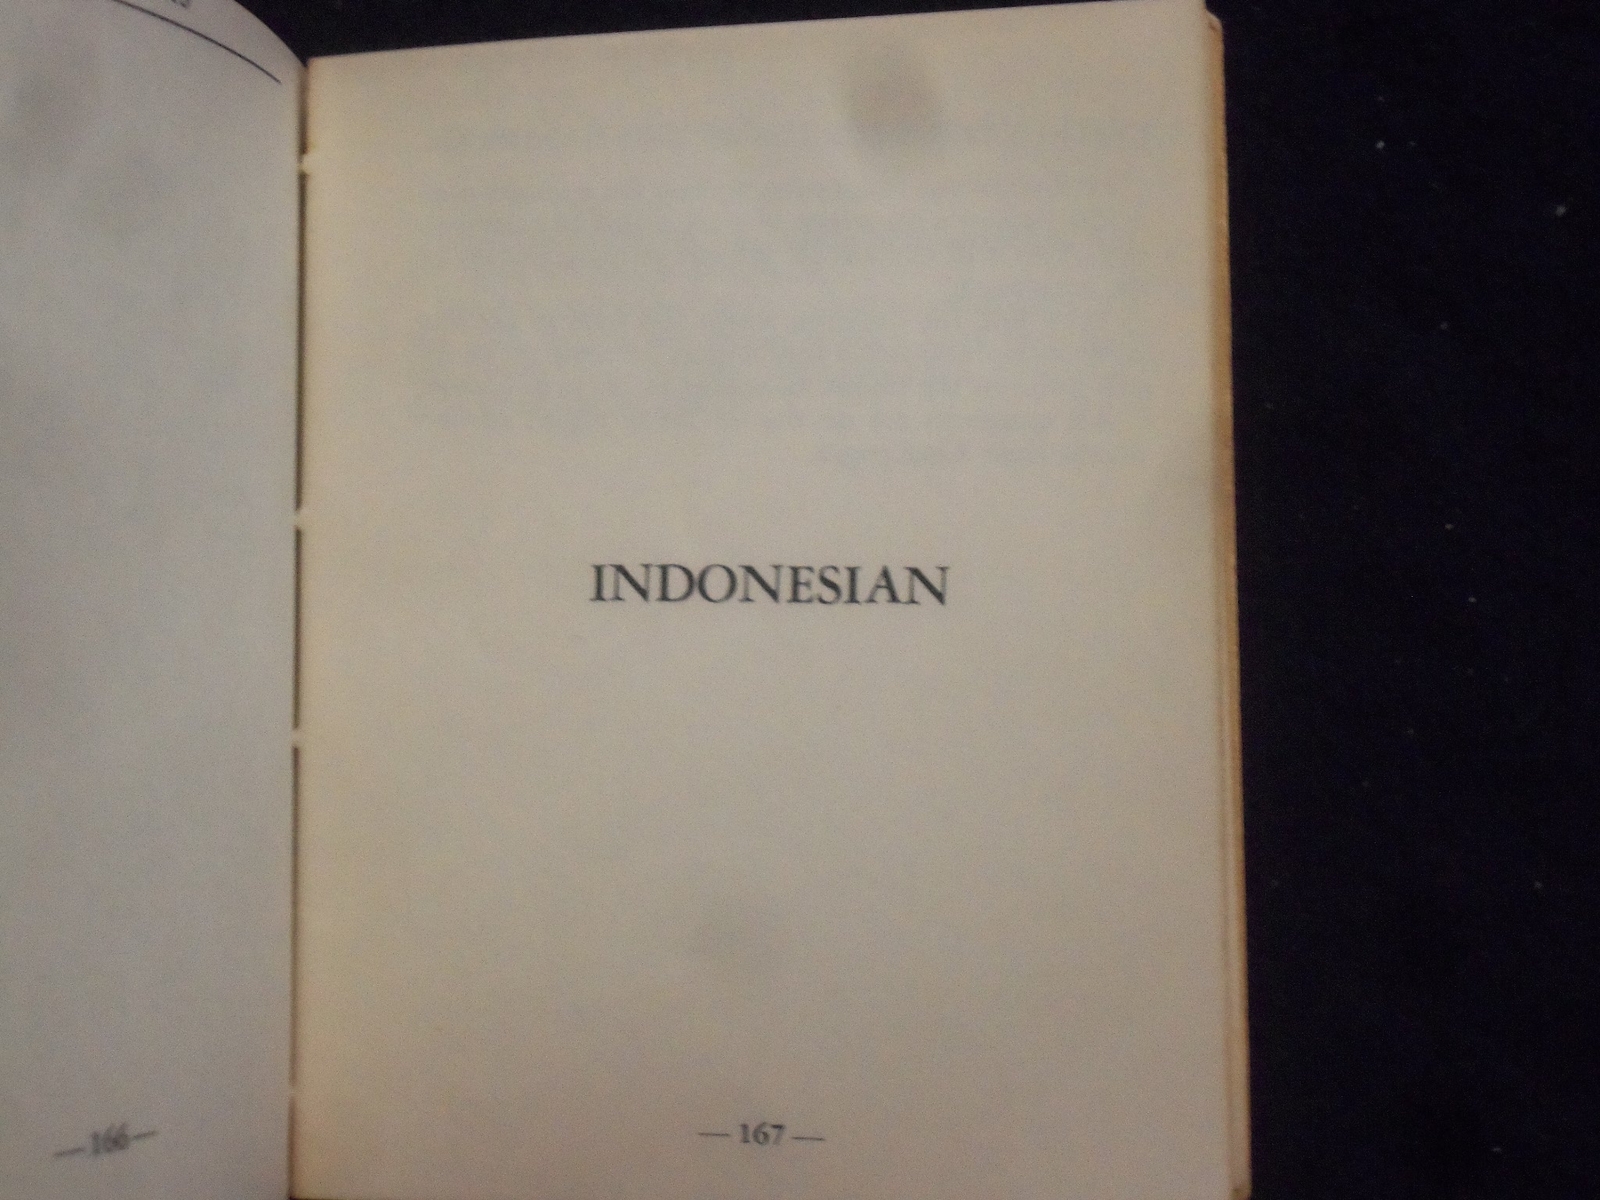 — 166 —
INDONESIAN
— 167 —